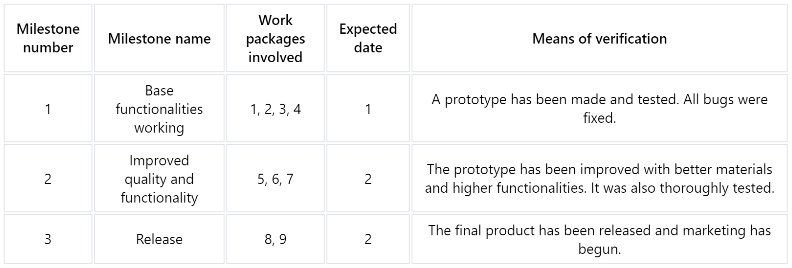 Milestone number
Milestone name
Work packages involved
Expected date
Means of verification
1
Base functionalities working
1, 2, 3, 4
1
A prototype has been made and tested. All bugs were fixed.
2
Improved quality and functionality
5, 6, 7
2
The prototype has been improved with better materials and higher functionalities. It was also thoroughly tested.
3
Release
8, 9
2
The final product has been released and marketing has begun.